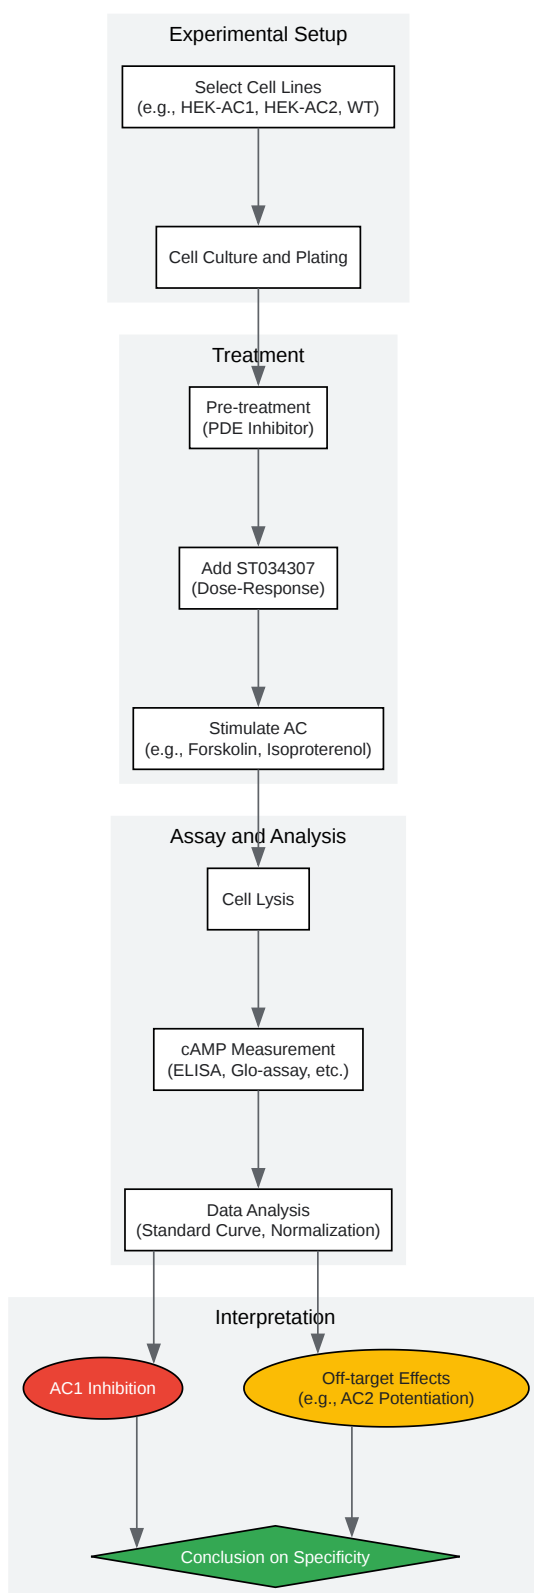 Experimental Setup
Select Cell Lines
(e.g., HEK-AC1, HEK-AC2, WT)
Cell Culture and Plating
Treatment
Pre-treatment
(PDE Inhibitor)
Add ST034307
(Dose-Response)
Stimulate AC
(e.g., Forskolin, Isoproterenol)
Assay and Analysis
Cell Lysis
cAMP Measurement
(ELISA, Glo-assay, etc.)
Data Analysis
(Standard Curve, Normalization)
Interpretation
AC1 Inhibition
Off-target Effects
(e.g., AC2 Potentiation)
Conclusion on Specificity